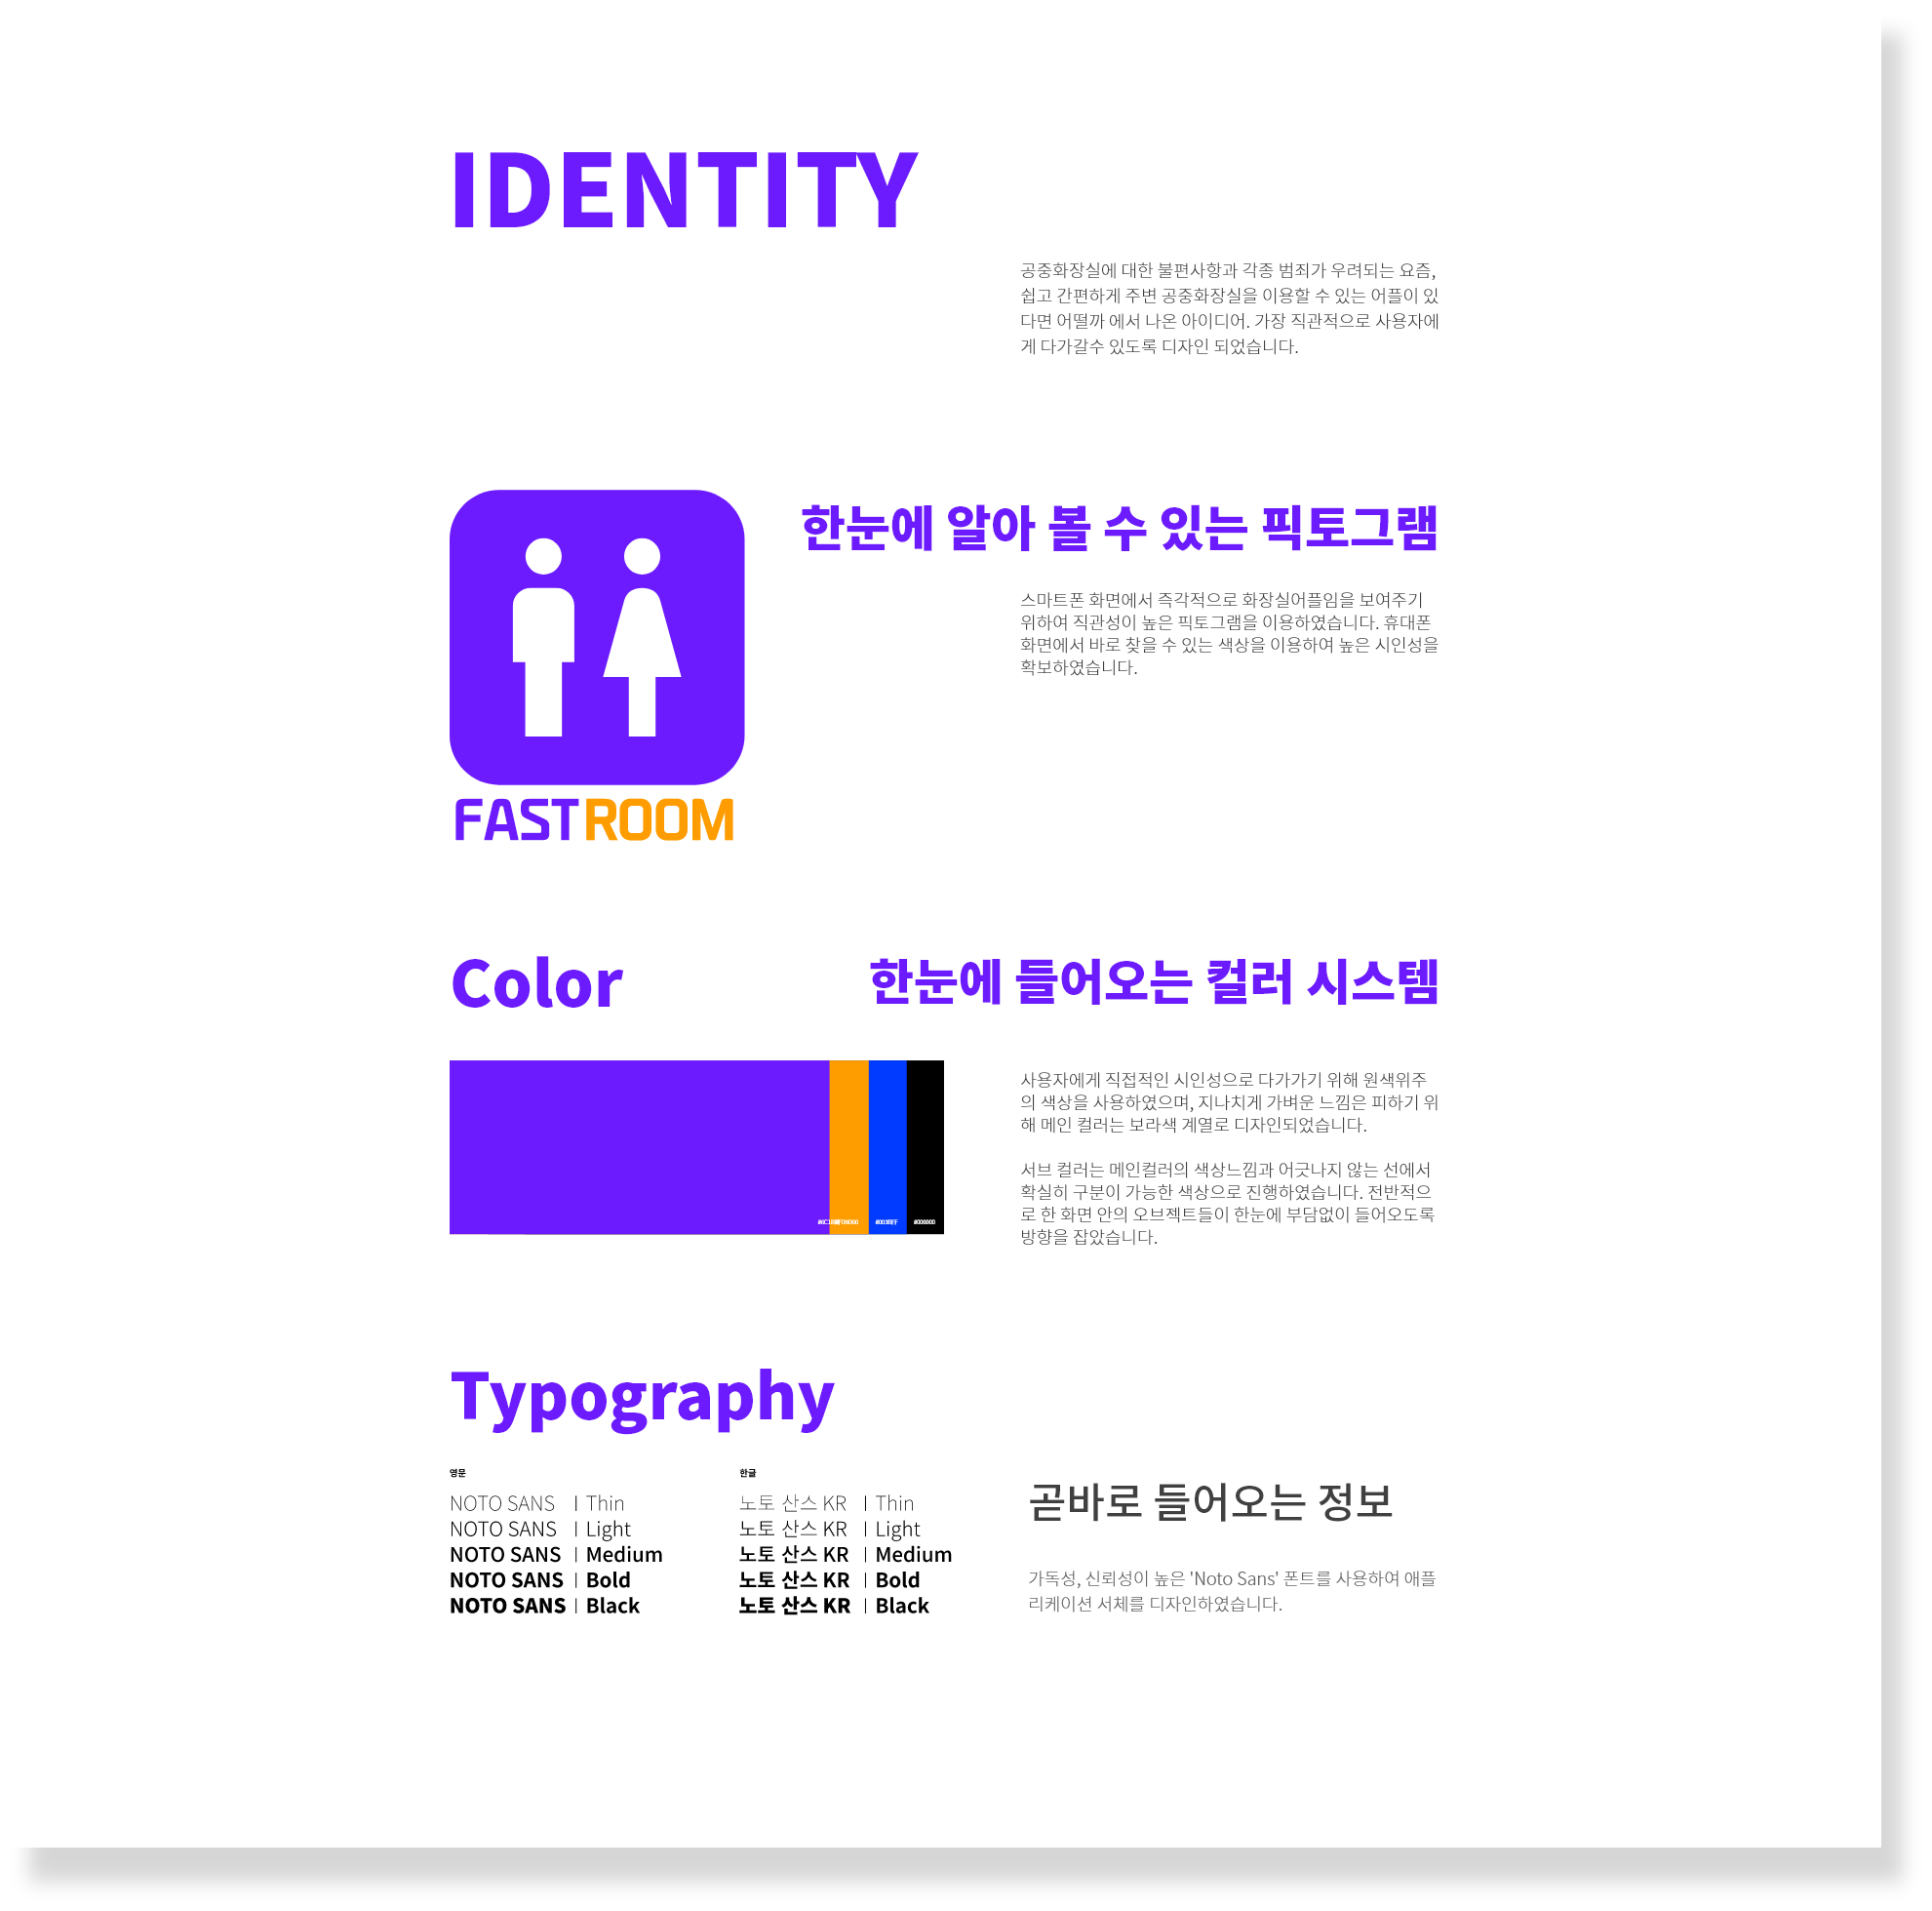 IDENTITY
공중화장실에 대한 불편사항과 각종 범죄가 우려되는 요즘,
쉽고 간편하게 주변 공중화장실을 이용할 수 있는 어플이 있
다면 어떨까 에서 나온 아이디어. 가장 직관적으로 사용자에
게 다가갈수 있도록 디자인 되었습니다.
한눈에 알아 볼 수 있는 픽토그램
스마트폰 화면에서 즉각적으로 화장실어플임을 보여주기
위하여 직관성이 높은 픽토그램을 이용하였습니다. 휴대폰
화면에서 바로 찾을 수 있는 색상을 이용하여 높은 시인성을
확보하였습니다.
FASTROOM
Color
한눈에 들어오는 컬러 시스템
사용자에게 직접적인 시인성으로 다가가기 위해 원색위주
의 색상을 사용하였으며, 지나치게 가벼운 느낌은 피하기 위
해 메인 컬러는 보라색 계열로 디자인되었습니다.
서브 컬러는 메인컬러의 색상느낌과 어긋나지 않는 선에서
확실히 구분이 가능한 색상으로 진행하였습니다. 전반적으
로 한 화면 안의 오브젝트들이 한눈에 부담없이 들어오도록
방향을 잡았습니다.
#000000
Typography
영문
NOTO SANS | Thin
NOTO SANS | Light
NOTO SANS | Medium
NOTO SANS | Bold
NOTO SANS | Black
한글
노토 산스 KR | Thin
노토 산스 KR | Light
노토 산스 KR | Medium
노토 산스 KR | Bold
노토 산스 KR | Black
곧바로 들어오는 정보
가독성, 신뢰성이 높은 'Noto Sans' 폰트를 사용하여 애플
리케이션 서체를 디자인하였습니다.